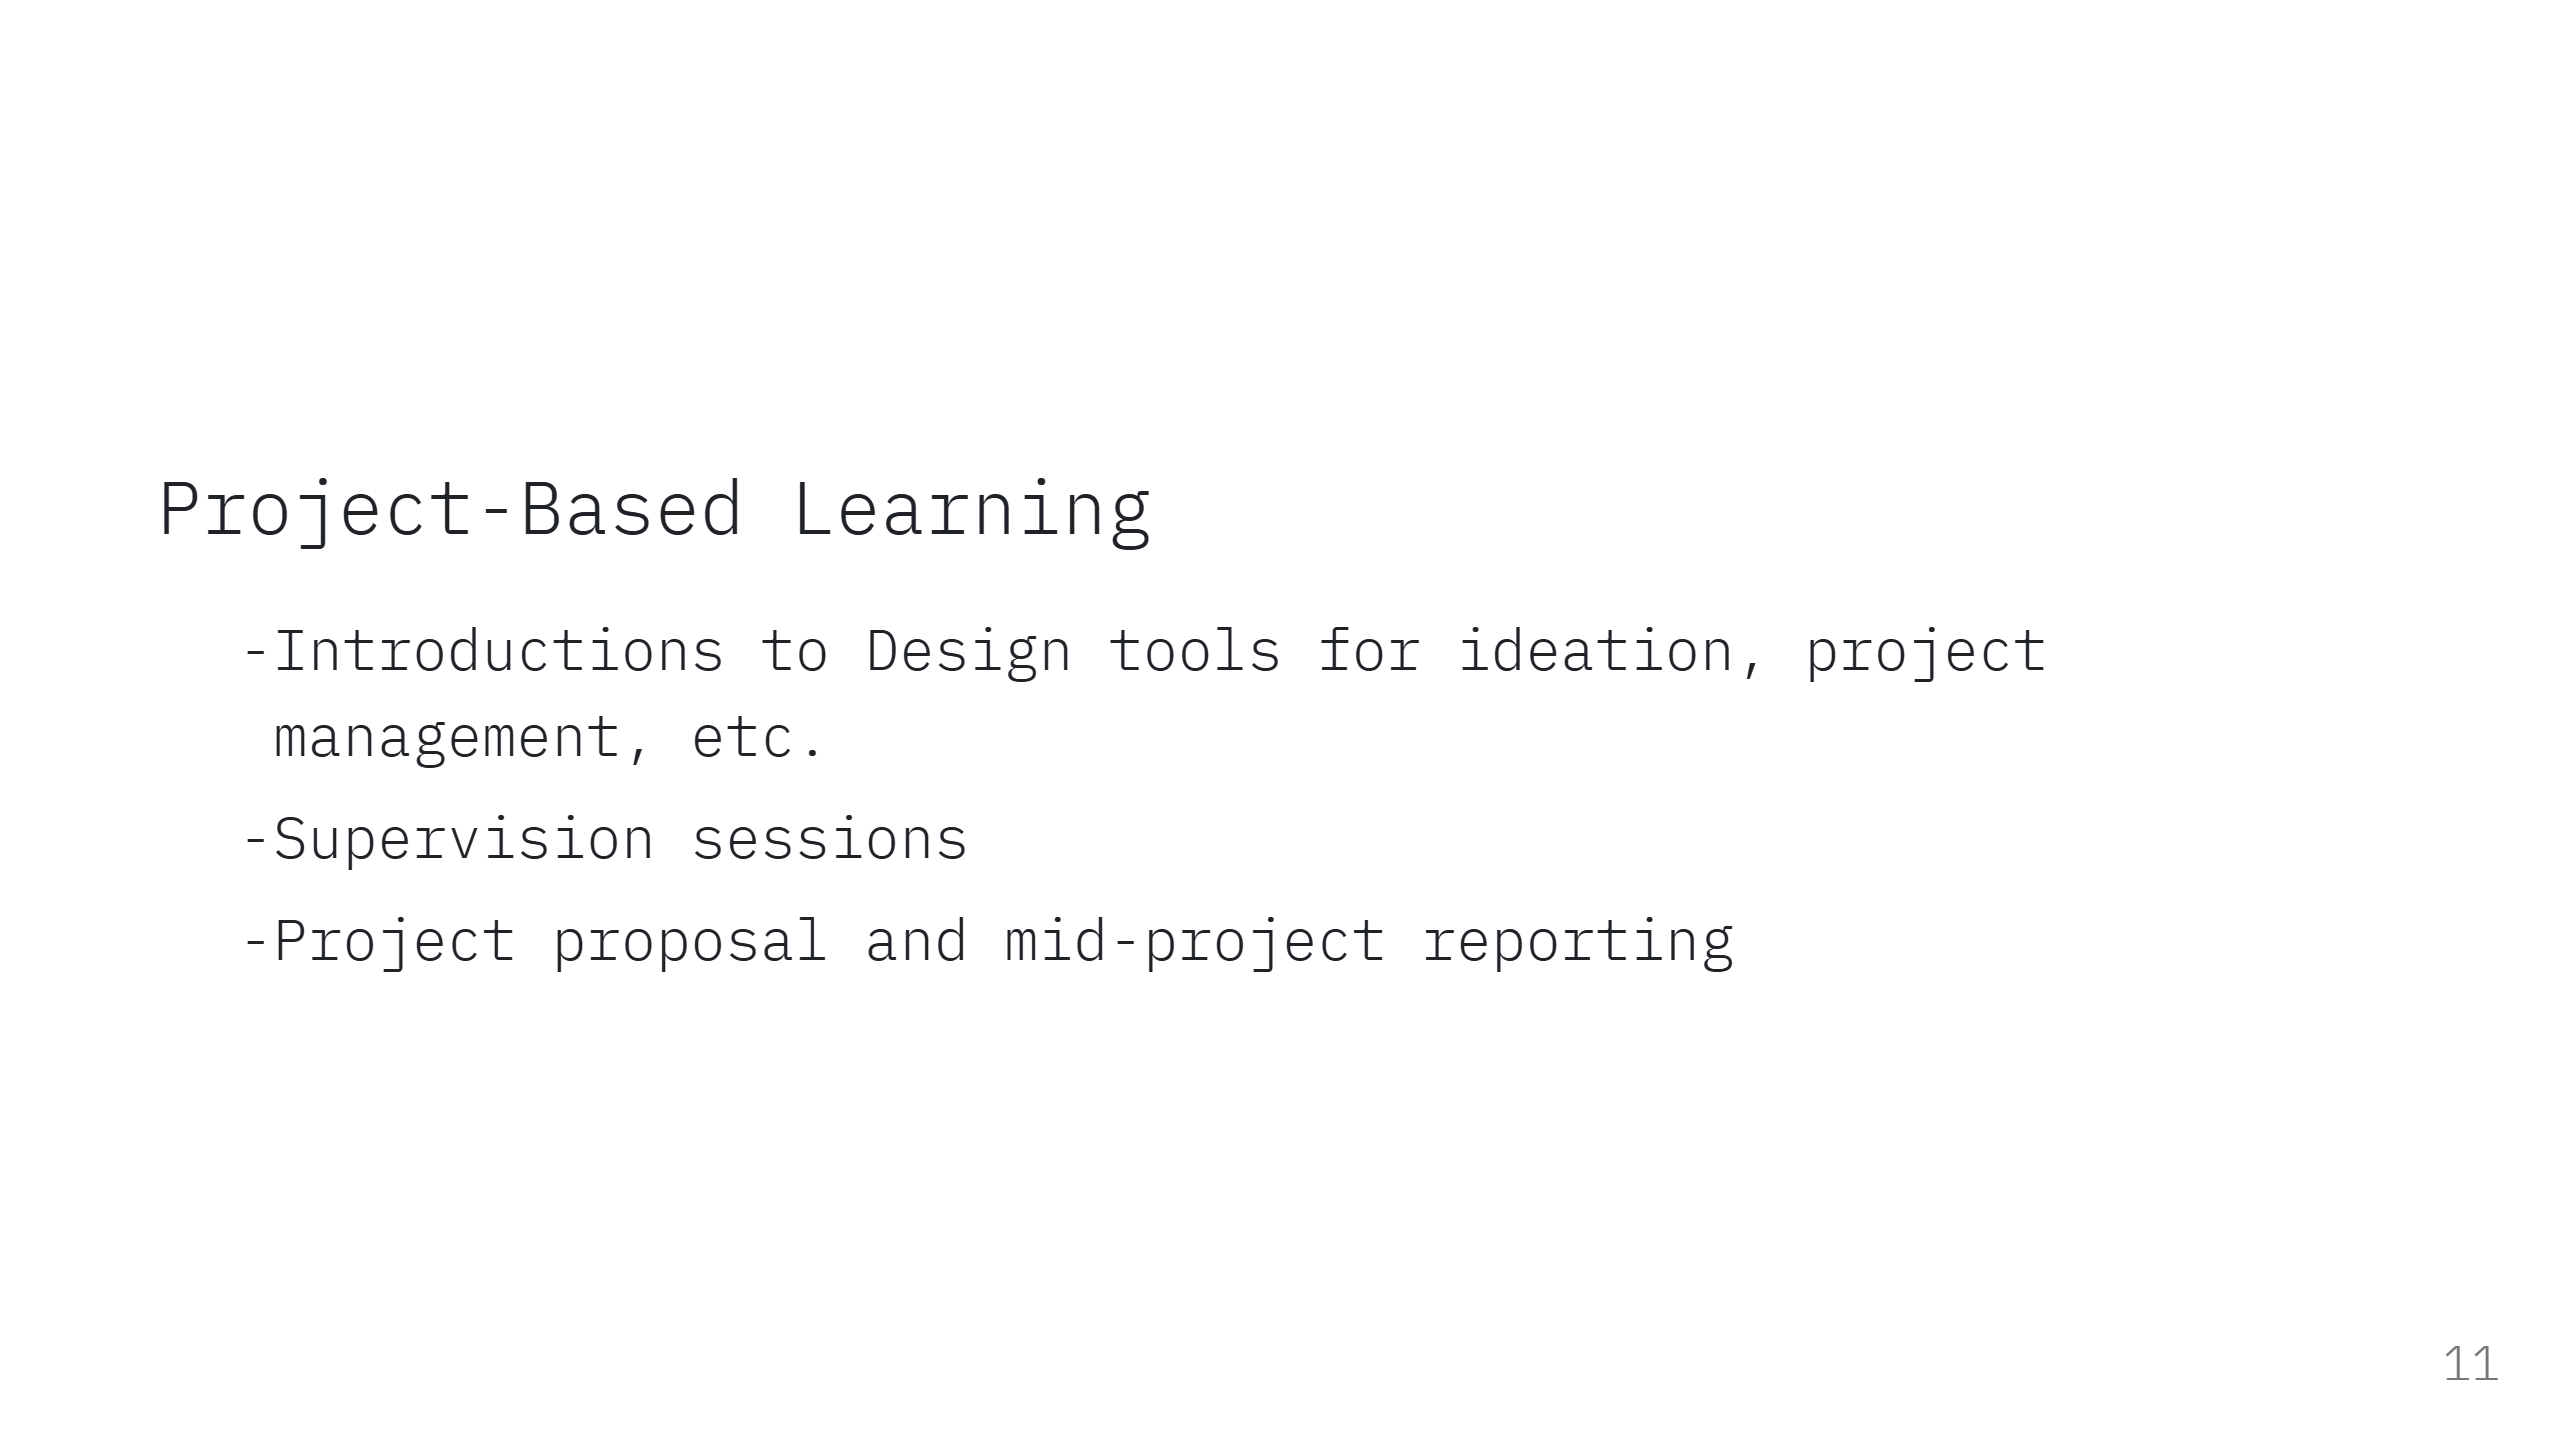 Project-Based Learning
-Introductions to Design tools for ideation, project
management, etc.
-Supervision sessions
-Project proposal and mid-project reporting
11